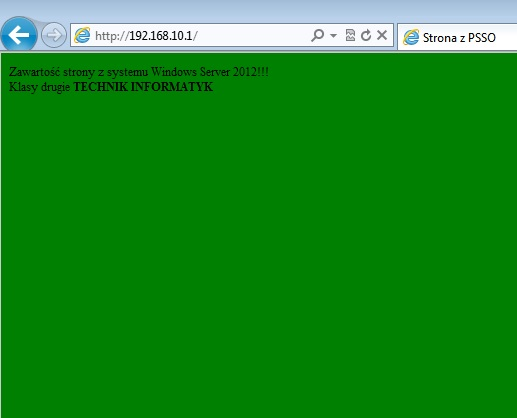 http://192.168.10.1/
Strona z PSSO
Zawartość strony z systemu Windows Server 2012!!!
Klasy drugie TECHNIK INFORMATYK